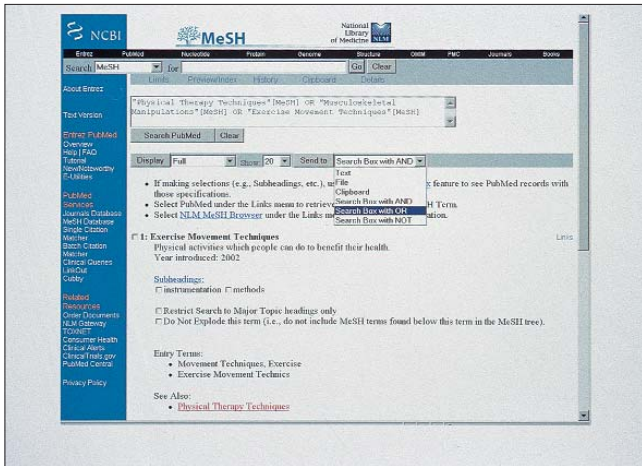 NCBI
MeSH
National
Library
of Medicine NLM
Entrez PubMed Nucleotide Protein Genome Structure OMIM PMC Journals Books
Search MeSH for Go Clear
Limits Preview/Index History Clipboard Details
About Entrez
Text Version
Entrez PubMed
Overview
Help | FAQ
Tutorial
New/Noteworthy
E-Utilities
PubMed
Services
Journals Database
MeSH Database
Single Citation
Matcher
Batch Citation
Matcher
Clinical Queries
LinkOut
Cubby
Related
Resources
Order Documents
NLM Gateway
TOXNET
Consumer Health
Clinical Alerts
ClinicalTrials.gov
PubMed Central
Privacy Policy
"Physical Therapy Techniques"[MeSH] OR "Musculoskeletal
Manipulations"[MeSH] OR "Exercise Movement Techniques"[MeSH]
Search PubMed Clear
Display Full Show: 20 Send to Search Box with AND
Text
File
Clipboard
Search Box with AND
Search Box with OR
Search Box with NOT
• If making selections (e.g., Subheadings, etc.), us x feature to see PubMed records with
those specifications.
• Select PubMed under the Links menu to retrieve H Term.
• Select NLM MeSH Browser under the Links me ation.
1: Exercise Movement Techniques Links
Physical activities which people can do to benefit their health.
Year introduced: 2002
Subheadings:
instrumentation methods
Restrict Search to Major Topic headings only
Do Not Explode this term (i.e., do not include MeSH terms found below this term in the MeSH tree).
Entry Terms:
• Movement Techniques, Exercise
• Exercise Movement Technics
See Also:
• Physical Therapy Techniques